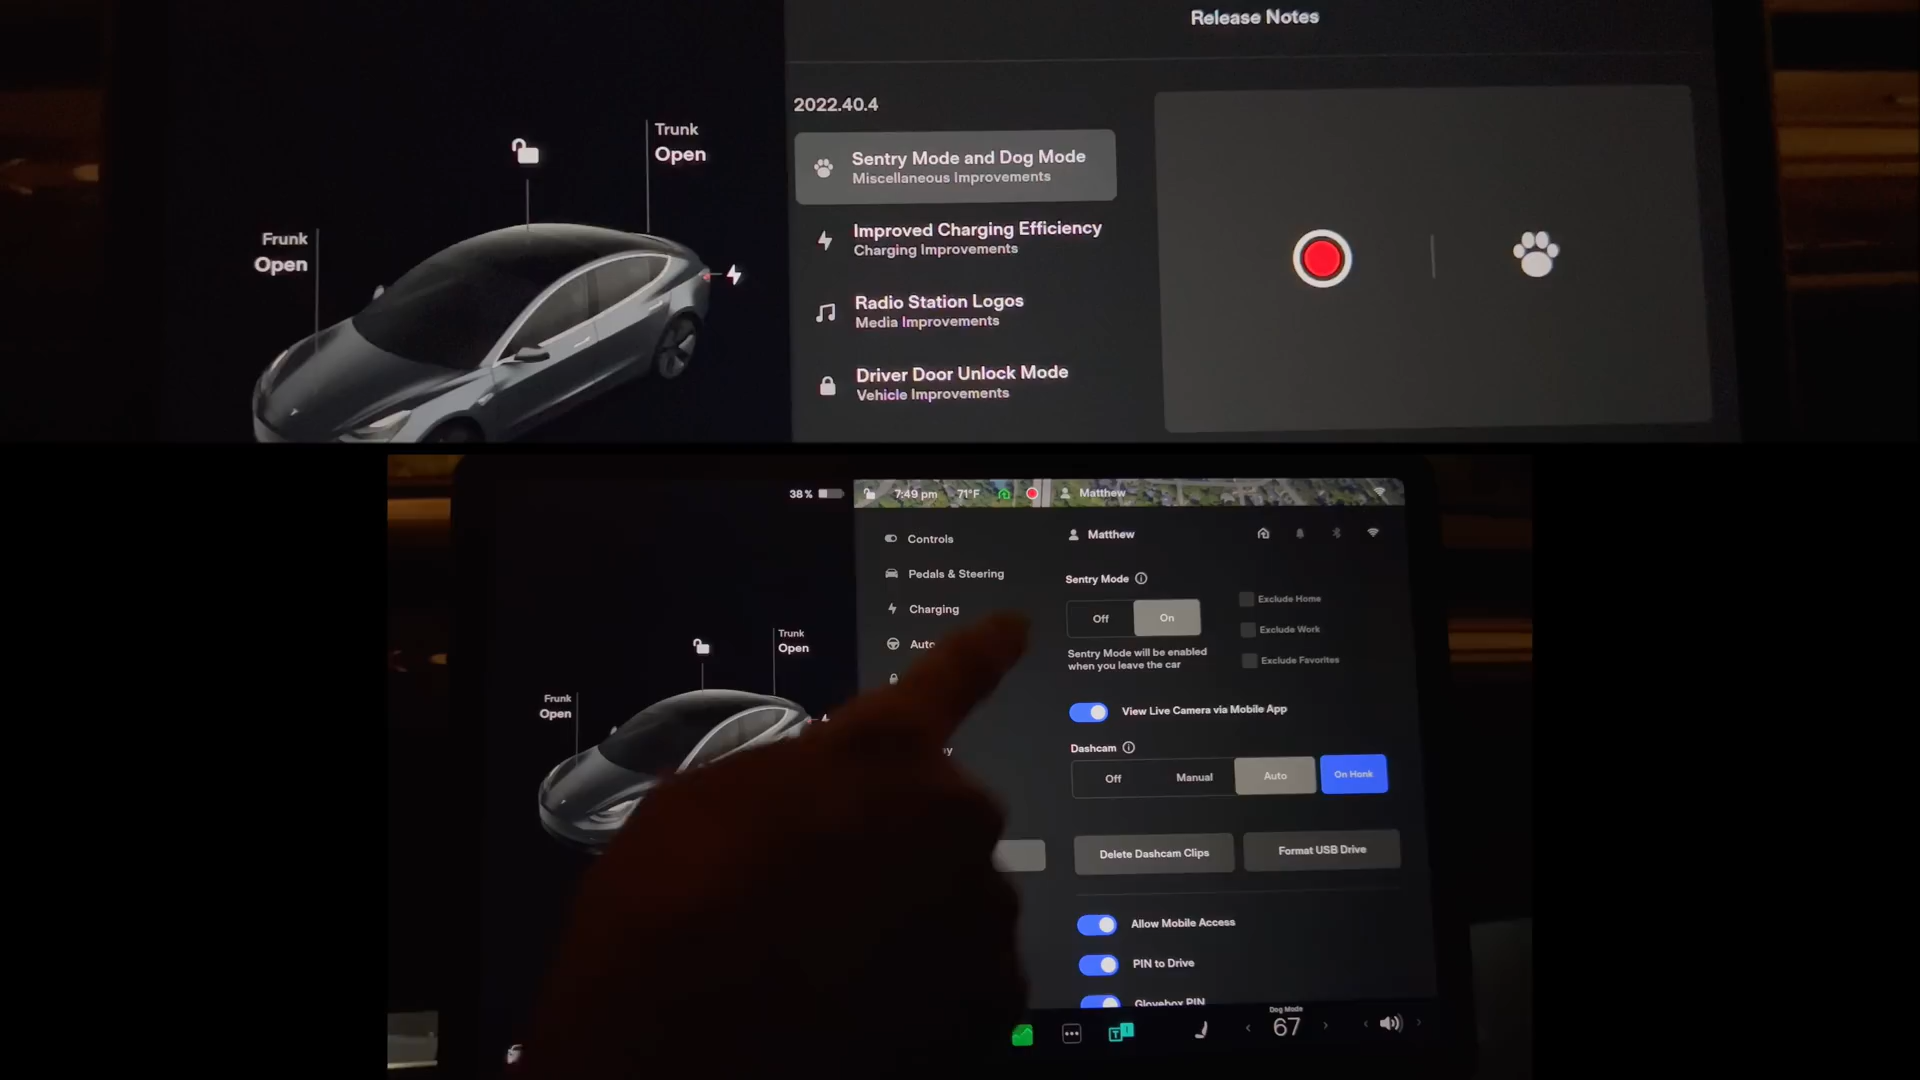 Release Notes
2022.40.4
Sentry Mode and Dog Mode
Miscellaneous Improvements
Improved Charging Efficiency
Charging Improvements
Radio Station Logos
Media Improvements
Driver Door Unlock Mode
Vehicle Improvements
Trunk
Open
Frunk
Open
38 %
7:49 pm
71°F
Matthew
Controls
Pedals & Steering
Charging
Auto
Matthew
Sentry Mode
Off
On
Sentry Mode will be enabled
when you leave the car
Exclude Home
Exclude Work
Exclude Favorites
View Live Camera via Mobile App
Dashcam
Off
Manual
Auto
On Honk
Delete Dashcam Clips
Format USB Drive
Allow Mobile Access
PIN to Drive
Glovebox PIN
Trunk
Open
Frunk
Open
Dog Mode
67